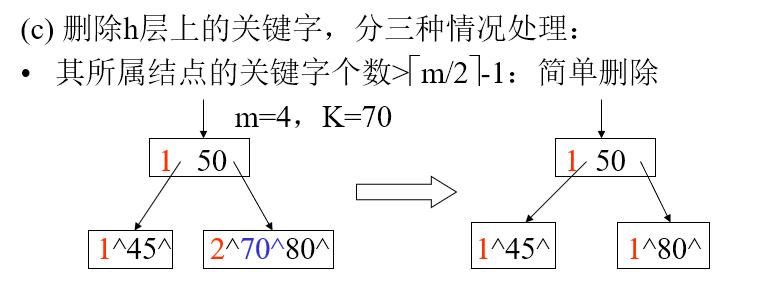 (c) 删除h层上的关键字，分三种情况处理：
• 其所属结点的关键字个数>⌈m/2⌉-1：简单删除
m=4，K=70
1 50
1 50
1^45^
2^70^80^
1^45^
1^80^